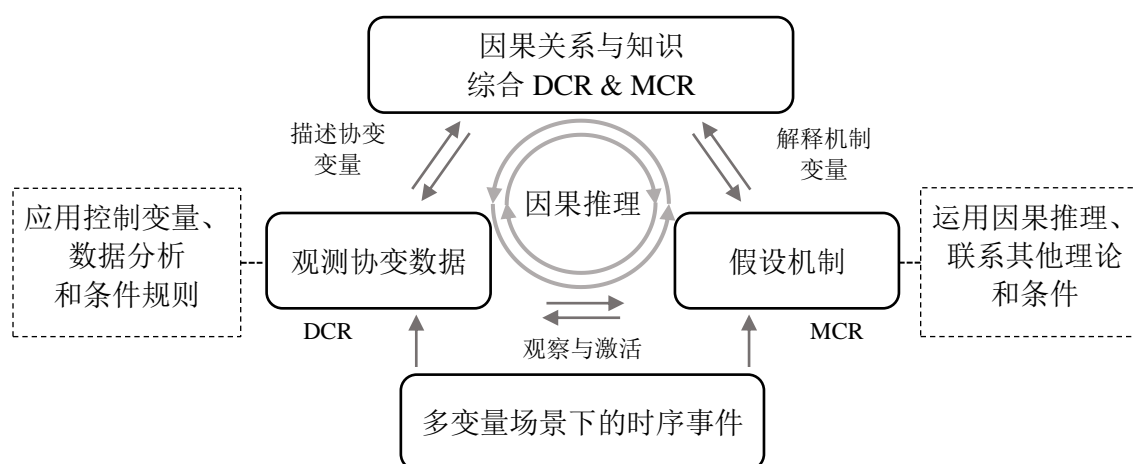 因果关系与知识
综合 DCR & MCR
描述协变
变量
解释机制
变量
因果推理
应用控制变量、
数据分析
和条件规则
观测协变数据
假设机制
运用因果推理、
联系其他理论
和条件
DCR
MCR
观察与激活
多变量场景下的时序事件